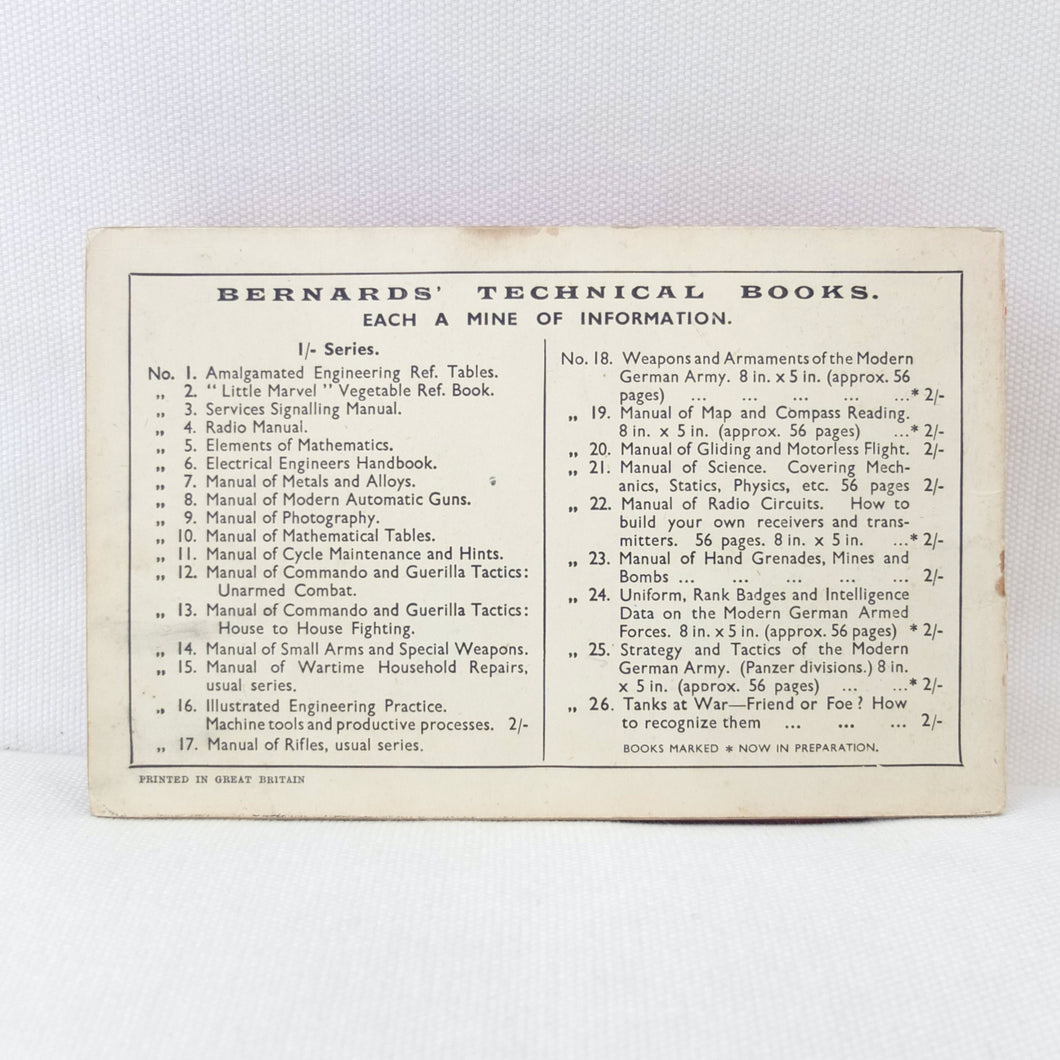 BERNARDS' TECHNICAL BOOKS.
EACH A MINE OF INFORMATION.
1/- Series.
No. 1. Amalgamated Engineering Ref. Tables.
„ 2. “ Little Marvel ” Vegetable Ref. Book.
„ 3. Services Signalling Manual.
„ 4. Radio Manual.
„ 5. Elements of Mathematics.
„ 6. Electrical Engineers Handbook.
„ 7. Manual of Metals and Alloys.
„ 8. Manual of Modern Automatic Guns.
„ 9. Manual of Photography.
„ 10. Manual of Mathematical Tables.
„ 11. Manual of Cycle Maintenance and Hints.
„ 12. Manual of Commando and Guerilla Tactics:
Unarmed Combat.
„ 13. Manual of Commando and Guerilla Tactics:
House to House Fighting.
„ 14. Manual of Small Arms and Special Weapons.
„ 15. Manual of Wartime Household Repairs,
usual series.
„ 16. Illustrated Engineering Practice.
Machine tools and productive processes. 2/-
„ 17. Manual of Rifles, usual series.
No. 18. Weapons and Armaments of the Modern
German Army. 8 in. x 5 in. (approx. 56
pages) ... ... ... ... ...* 2/-
„ 19. Manual of Map and Compass Reading.
8 in. x 5 in. (approx. 56 pages) ...* 2/-
„ 20. Manual of Gliding and Motorless Flight. 2/-
„ 21. Manual of Science. Covering Mech-
anics, Statics, Physics, etc. 56 pages 2/-
„ 22. Manual of Radio Circuits. How to
build your own receivers and trans-
mitters. 56 pages. 8 in. x 5 in. ...* 2/-
„ 23. Manual of Hand Grenades, Mines and
Bombs ... ... ... ... ... 2/-
„ 24. Uniform, Rank Badges and Intelligence
Data on the Modern German Armed
Forces. 8 in. x 5 in. (approx. 56 pages) * 2/-
„ 25. Strategy and Tactics of the Modern
German Army. (Panzer divisions.) 8 in.
x 5 in. (approx. 56 pages) ... ...* 2/-
„ 26. Tanks at War—Friend or Foe? How
to recognize them ... ... ... 2/-
BOOKS MARKED * NOW IN PREPARATION.
PRINTED IN GREAT BRITAIN